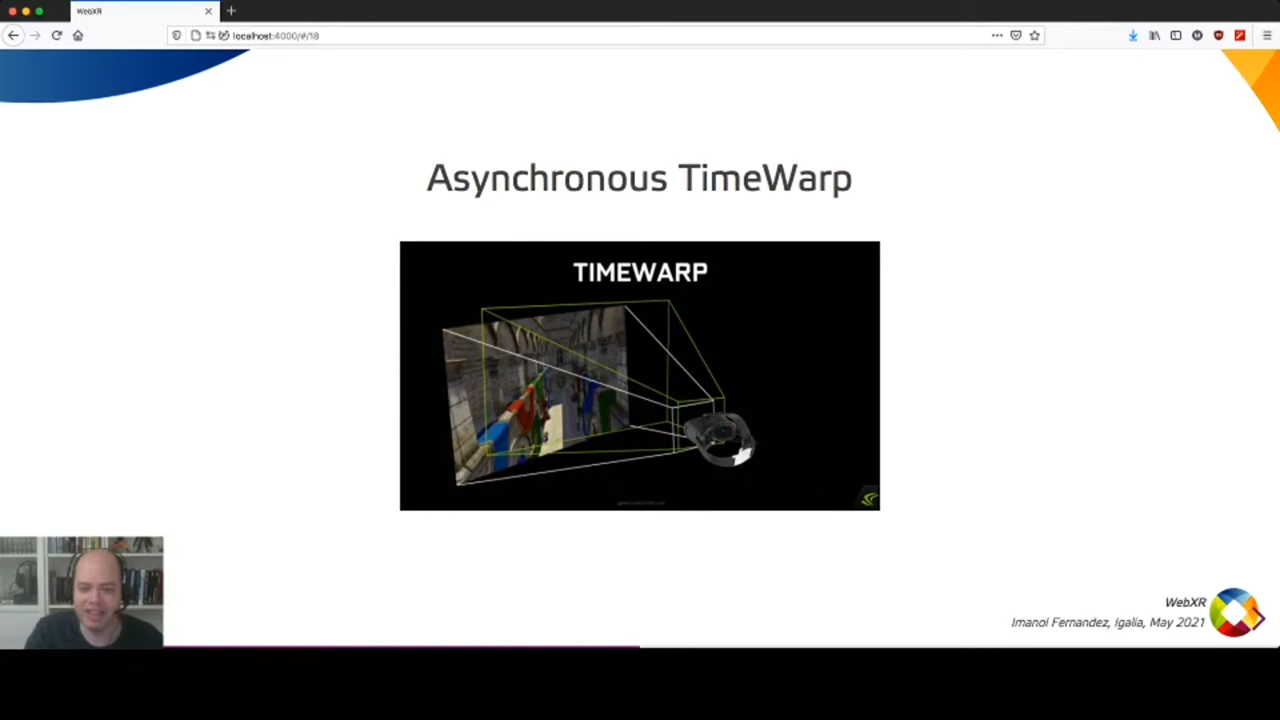 WebXR
localhost:4000/#/18
Asynchronous TimeWarp
TIMEWARP
WebXR
Imanol Fernandez, Igalia, May 2021